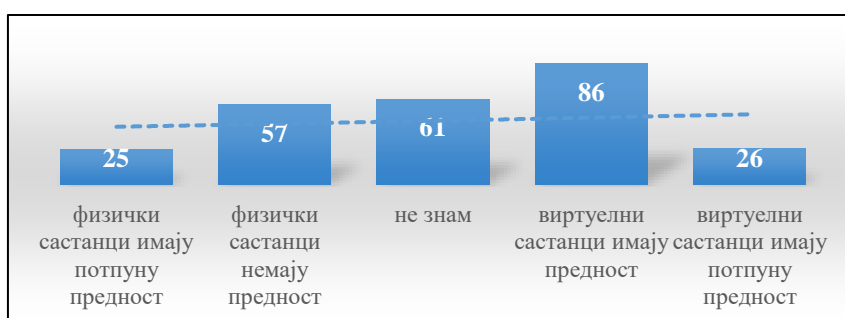 25
57
61
86
26
физички
састанци имају
потпуну
предност
физички
састанци
немају
предност
не знам
виртуелни
састанци имају
предност
виртуелни
састанци имају
потпуну
предност